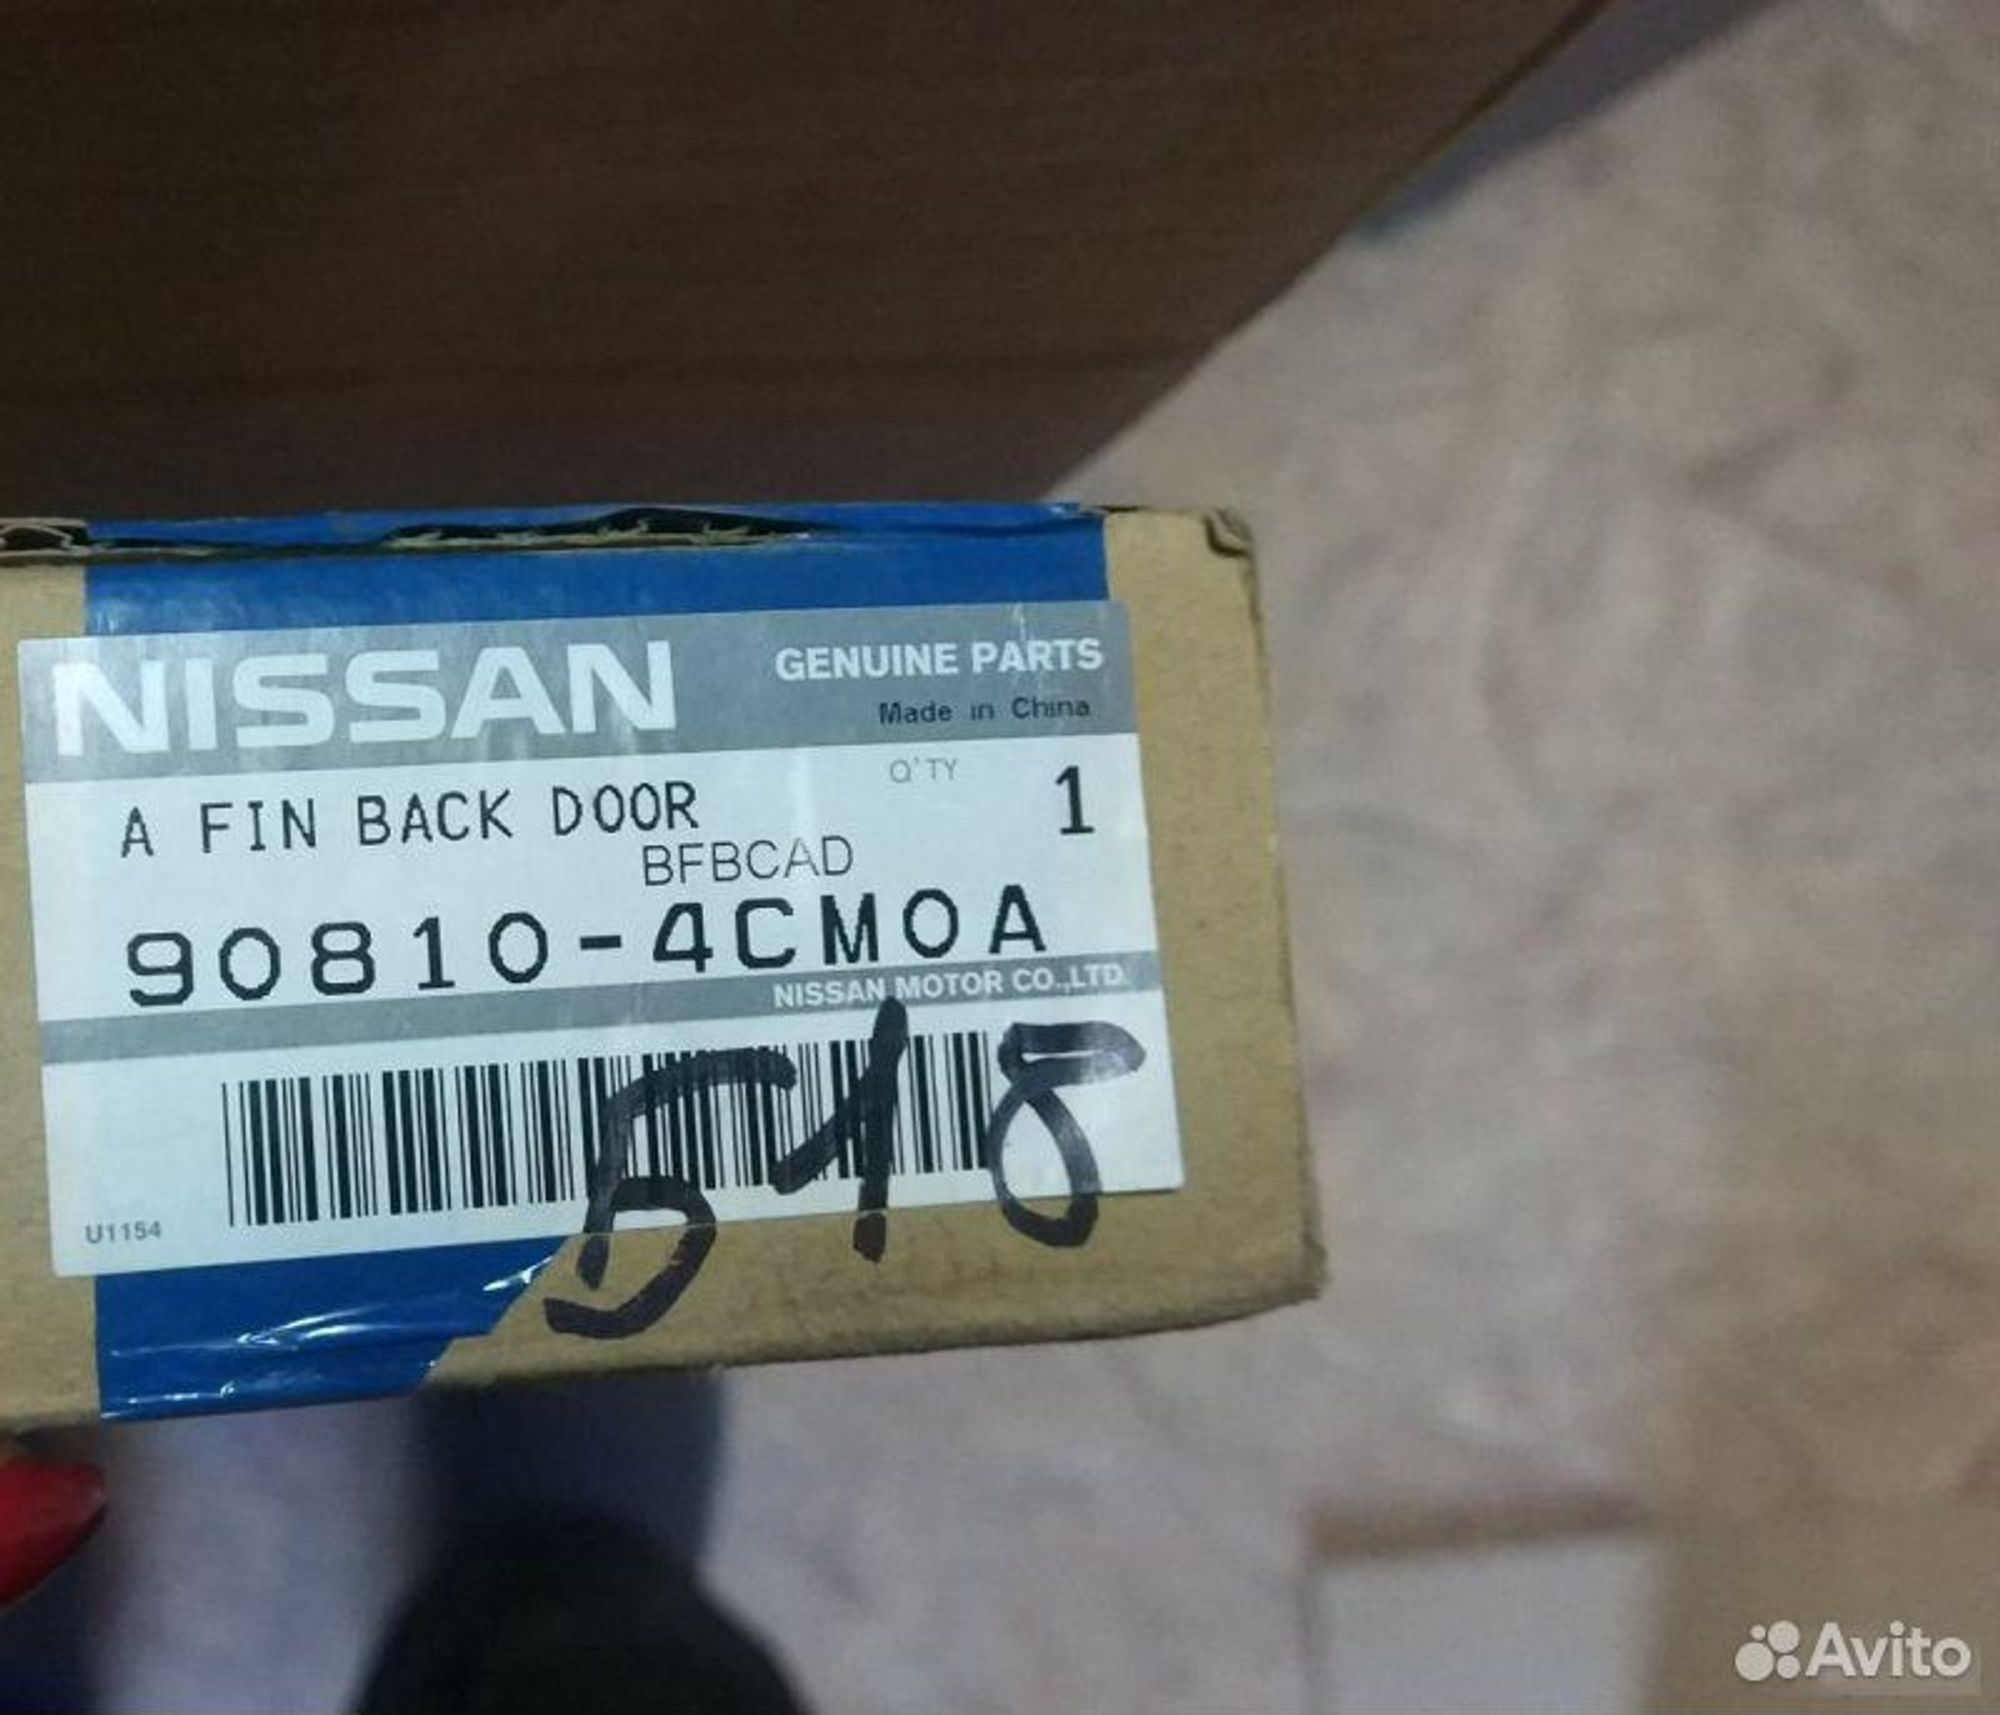 NISSAN
GENUINE PARTS
Made in China
Q'TY 1
A FIN BACK DOOR
BFBCAD
90810-4CM0A
NISSAN MOTOR CO.,LTD.
518
U1154
Avito